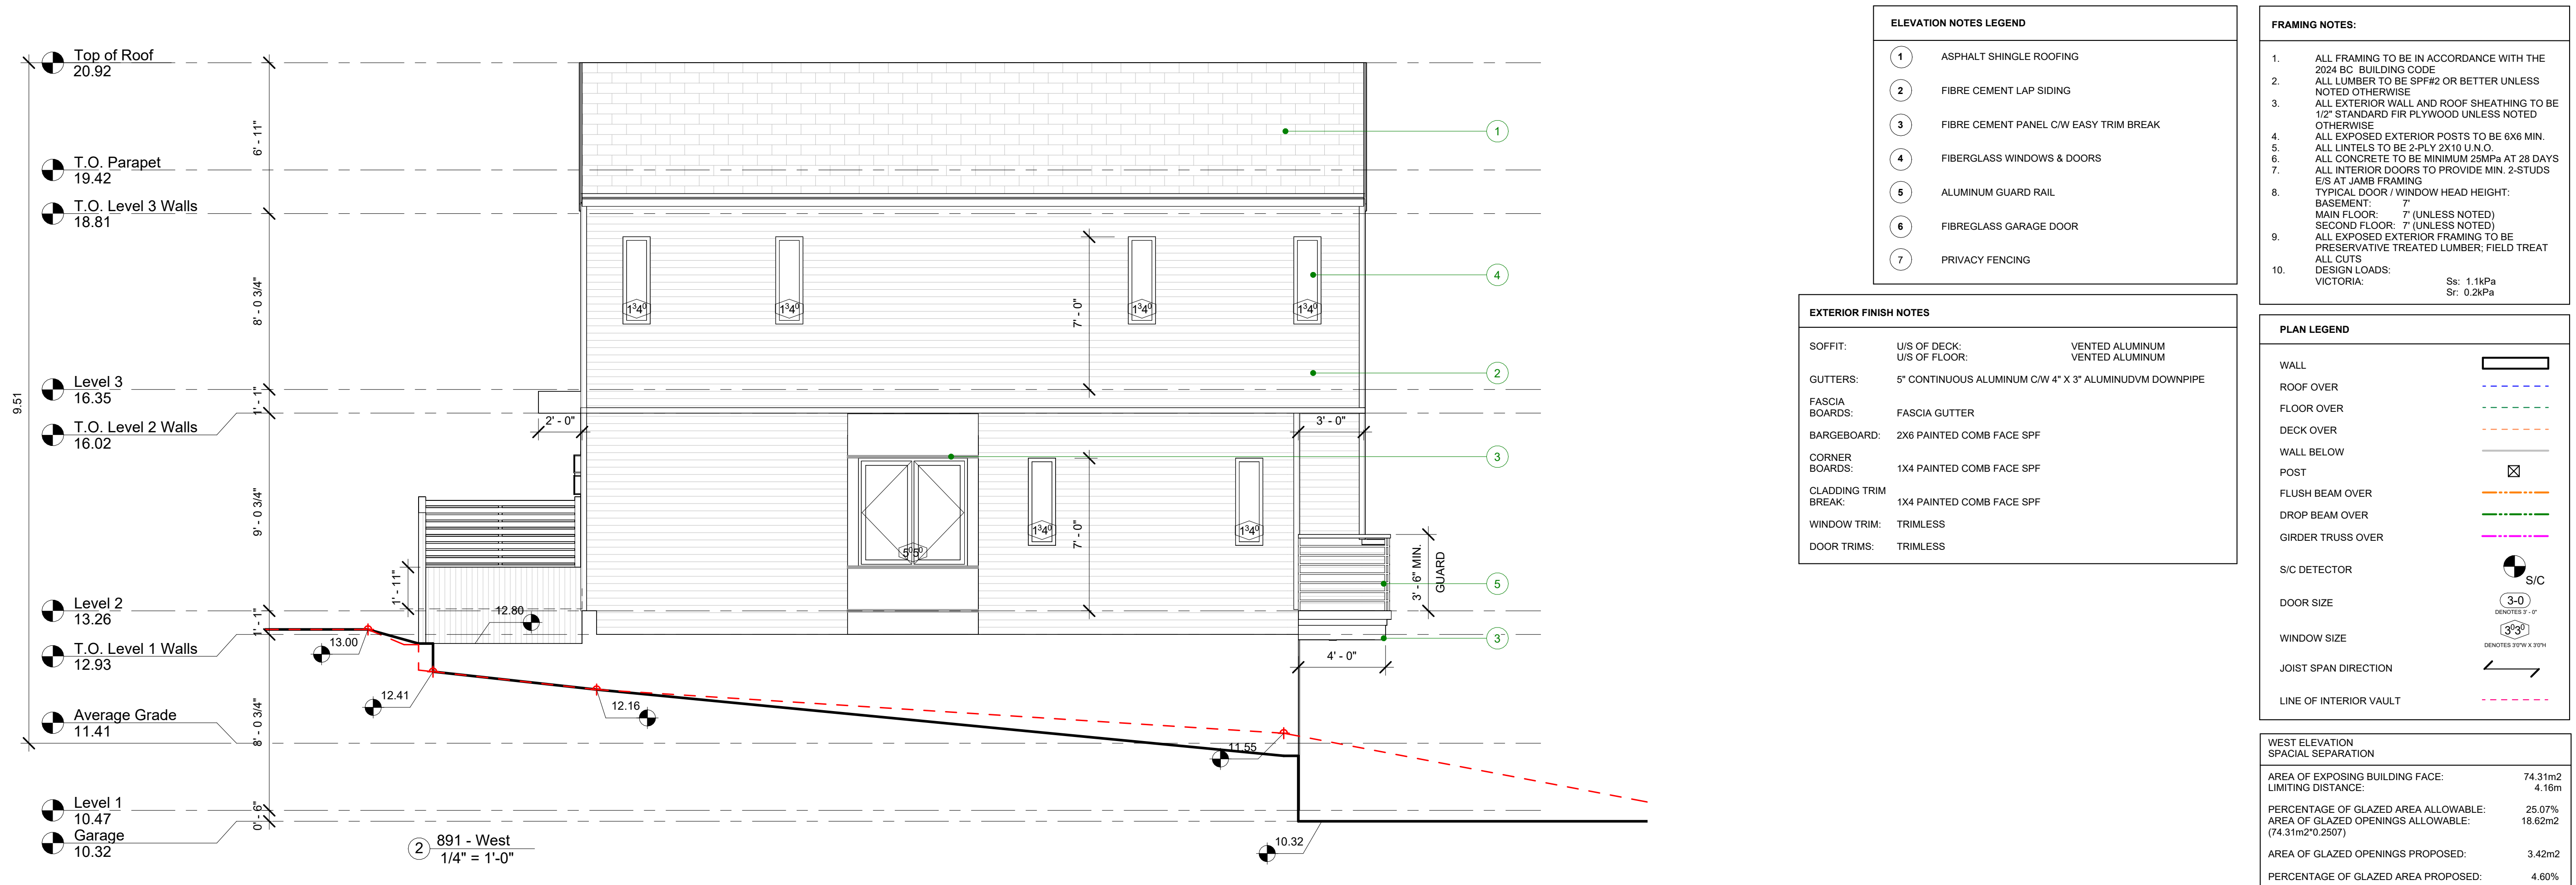 Top of Roof
20.92
T.O. Parapet
19.42
T.O. Level 3 Walls
18.81
Level 3
16.35
T.O. Level 2 Walls
16.02
Level 2
13.26
T.O. Level 1 Walls
12.93
Average Grade
11.41
Level 1
10.47
Garage
10.32
9.51
6' - 11"
8' - 0 3/4"
1' - 1"
9' - 0 3/4"
1' - 1"
8' - 0 3/4"
0' - 6"
1³4⁰
1³4⁰
1³4⁰
1³4⁰
7' - 0"
2' - 0"
3' - 0"
1³4⁰
1³4⁰
5⁰5⁰
7' - 0"
1' - 11"
3' - 6" MIN.
GUARD
4' - 0"
12.80
13.00
12.41
12.16
11.55
10.32
1
4
2
3
5
3
2
891 - West
1/4" = 1'-0"
ELEVATION NOTES LEGEND
1 ASPHALT SHINGLE ROOFING
2 FIBRE CEMENT LAP SIDING
3 FIBRE CEMENT PANEL C/W EASY TRIM BREAK
4 FIBERGLASS WINDOWS & DOORS
5 ALUMINUM GUARD RAIL
6 FIBREGLASS GARAGE DOOR
7 PRIVACY FENCING
EXTERIOR FINISH NOTES
SOFFIT: U/S OF DECK: VENTED ALUMINUM
U/S OF FLOOR: VENTED ALUMINUM
GUTTERS: 5" CONTINUOUS ALUMINUM C/W 4" X 3" ALUMINUDVM DOWNPIPE
FASCIA
BOARDS: FASCIA GUTTER
BARGEBOARD: 2X6 PAINTED COMB FACE SPF
CORNER
BOARDS: 1X4 PAINTED COMB FACE SPF
CLADDING TRIM
BREAK: 1X4 PAINTED COMB FACE SPF
WINDOW TRIM: TRIMLESS
DOOR TRIMS: TRIMLESS
FRAMING NOTES:
1. ALL FRAMING TO BE IN ACCORDANCE WITH THE
2024 BC BUILDING CODE
2. ALL LUMBER TO BE SPF#2 OR BETTER UNLESS
NOTED OTHERWISE
3. ALL EXTERIOR WALL AND ROOF SHEATHING TO BE
1/2" STANDARD FIR PLYWOOD UNLESS NOTED
OTHERWISE
4. ALL EXPOSED EXTERIOR POSTS TO BE 6X6 MIN.
5. ALL LINTELS TO BE 2-PLY 2X10 U.N.O.
6. ALL CONCRETE TO BE MINIMUM 25MPa AT 28 DAYS
7. ALL INTERIOR DOORS TO PROVIDE MIN. 2-STUDS
E/S AT JAMB FRAMING
8. TYPICAL DOOR / WINDOW HEAD HEIGHT:
BASEMENT: 7'
MAIN FLOOR: 7' (UNLESS NOTED)
SECOND FLOOR: 7' (UNLESS NOTED)
9. ALL EXPOSED EXTERIOR FRAMING TO BE
PRESERVATIVE TREATED LUMBER; FIELD TREAT
ALL CUTS
10. DESIGN LOADS:
VICTORIA: Ss: 1.1kPa
Sr: 0.2kPa
PLAN LEGEND
WALL
ROOF OVER
FLOOR OVER
DECK OVER
WALL BELOW
POST
FLUSH BEAM OVER
DROP BEAM OVER
GIRDER TRUSS OVER
S/C DETECTOR S/C
DOOR SIZE 3-0
DENOTES 3' - 0"
WINDOW SIZE 3⁰3⁰
DENOTES 3'0"W X 3'0"H
JOIST SPAN DIRECTION
LINE OF INTERIOR VAULT
WEST ELEVATION
SPACIAL SEPARATION
AREA OF EXPOSING BUILDING FACE: 74.31m2
LIMITING DISTANCE: 4.16m
PERCENTAGE OF GLAZED AREA ALLOWABLE: 25.07%
AREA OF GLAZED OPENINGS ALLOWABLE: 18.62m2
(74.31m2*0.2507)
AREA OF GLAZED OPENINGS PROPOSED: 3.42m2
PERCENTAGE OF GLAZED AREA PROPOSED: 4.60%